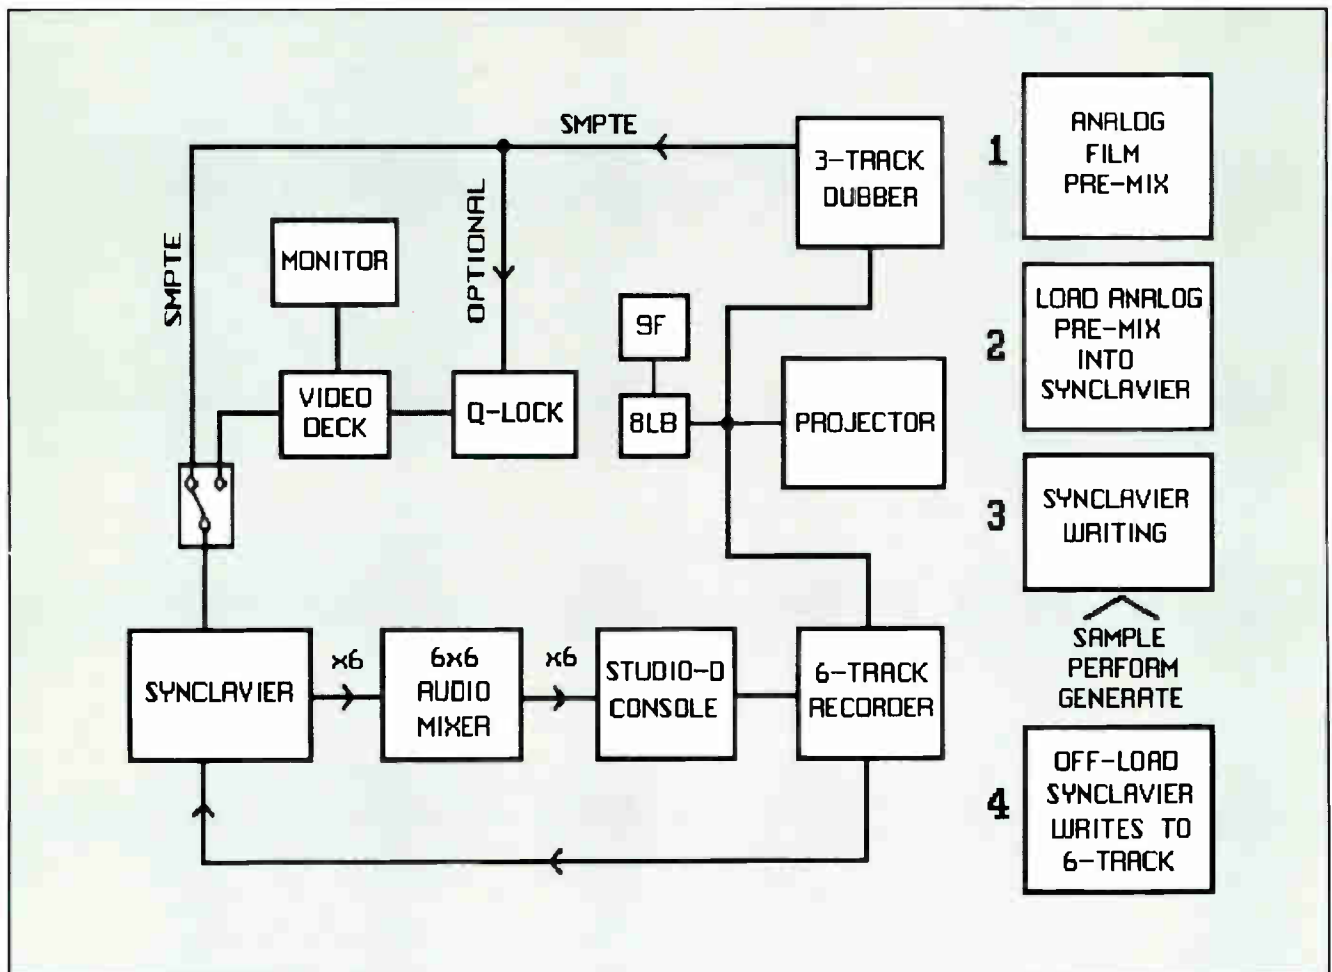 SMPTE
3-TRACK
DUBBER
SMPTE
OPTIONAL
MONITOR
VIDEO
DECK
Q-LOCK
9F
8LB
PROJECTOR
SYNCLAVIER
x6
6x6
AUDIO
MIXER
x6
STUDIO-D
CONSOLE
6-TRACK
RECORDER
1
ANALOG
FILM
PRE-MIX
2
LOAD ANALOG
PRE-MIX
INTO
SYNCLAVIER
3
SYNCLAVIER
WRITING
SAMPLE
PERFORM
GENERATE
4
OFF-LOAD
SYNCLAVIER
WRITES TO
6-TRACK